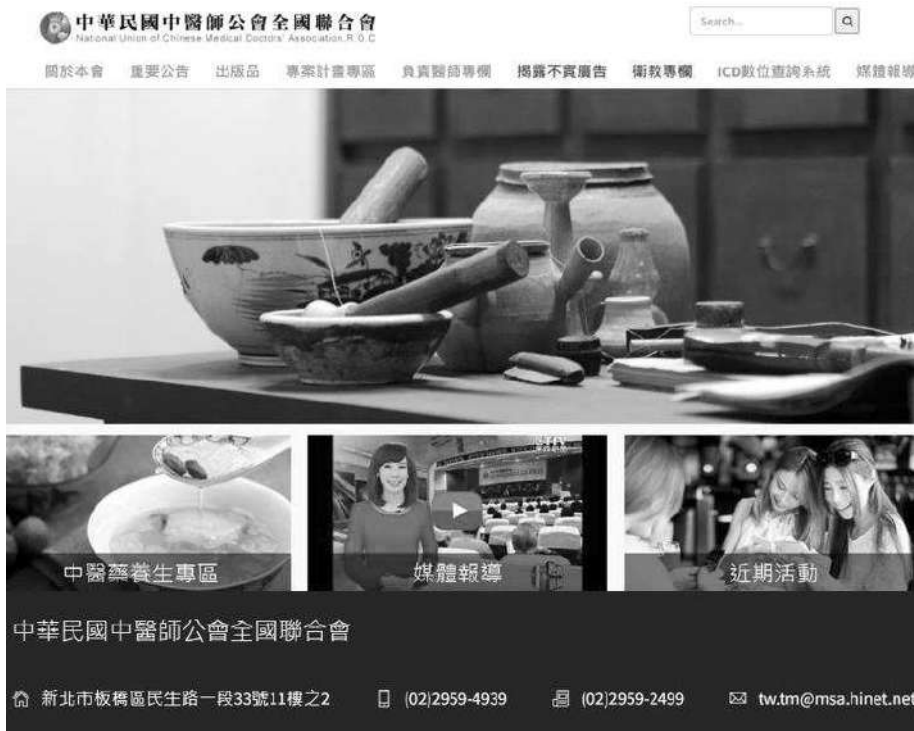 中華民國中醫師公會全國聯合會
National Union of Chinese Medical Doctors' Association,R.O.C
Search...
關於本會 重要公告 出版品 專案計畫專區 負責醫師專欄 揭露不實廣告 衛教專欄 ICD數位查詢系統 媒體報導
中醫藥養生專區 媒體報導 近期活動
中華民國中醫師公會全國聯合會
新北市板橋區民生路一段33號11樓之2 (02)2959-4939 (02)2959-2499 tw.tm@msa.hinet.net